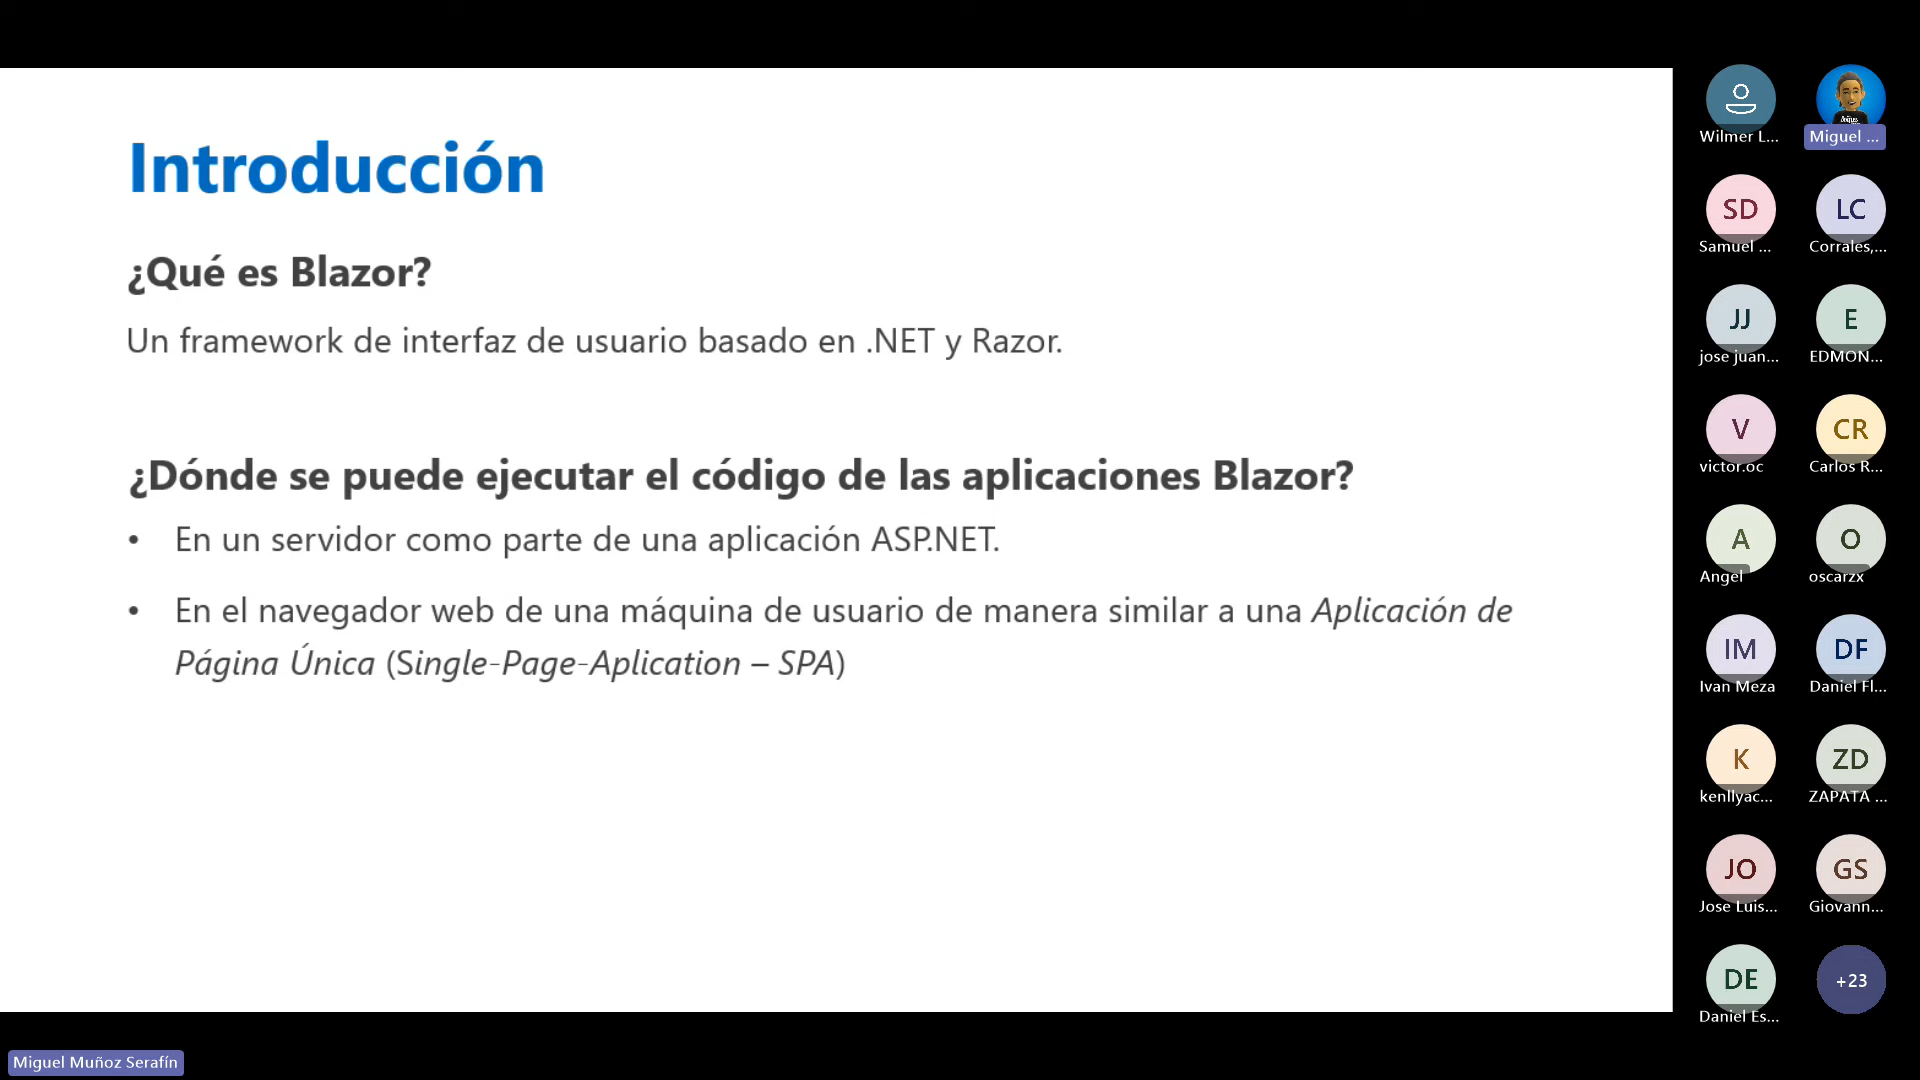 Introducción
¿Qué es Blazor?
Un framework de interfaz de usuario basado en .NET y Razor.
¿Dónde se puede ejecutar el código de las aplicaciones Blazor?
• En un servidor como parte de una aplicación ASP.NET.
• En el navegador web de una máquina de usuario de manera similar a una Aplicación de
Página Única (Single-Page-Aplication – SPA)
Wilmer L...
Miguel ...
SD
Samuel ...
LC
Corrales,...
JJ
jose juan...
E
EDMON...
V
victor.oc
CR
Carlos R...
A
Angel
O
oscarzx
IM
Ivan Meza
DF
Daniel Fl...
K
kenllyac...
ZD
ZAPATA ...
JO
Jose Luis...
GS
Giovann...
DE
Daniel Es...
+23
Miguel Muñoz Serafín